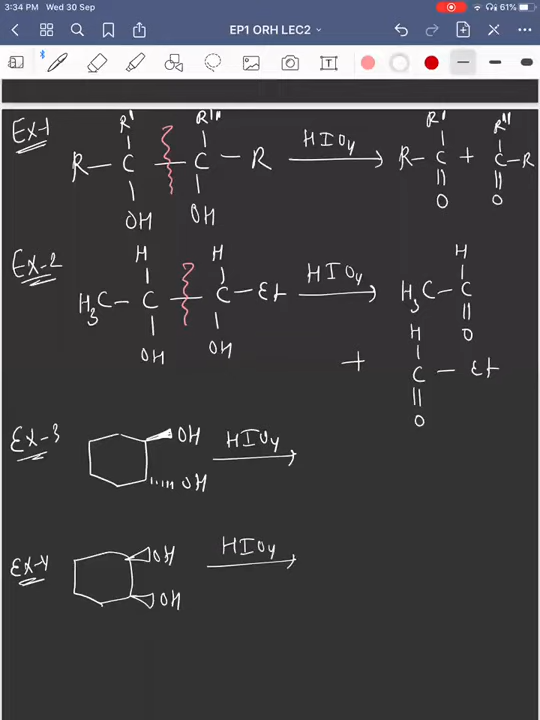 3:34 PM Wed 30 Sep
61%
EP1 ORH LEC2
T
Ex-1
R' R''' HIO4 R' R''
R— C — C — R R— C + C —R
OH OH O O
Ex-2
H H HIO4 H
H3C— C — C —Et H3C— C
OH OH O
H
+ C — Et
O
Ex-3
OH HIO4
OH
Ex-4
OH HIO4
OH